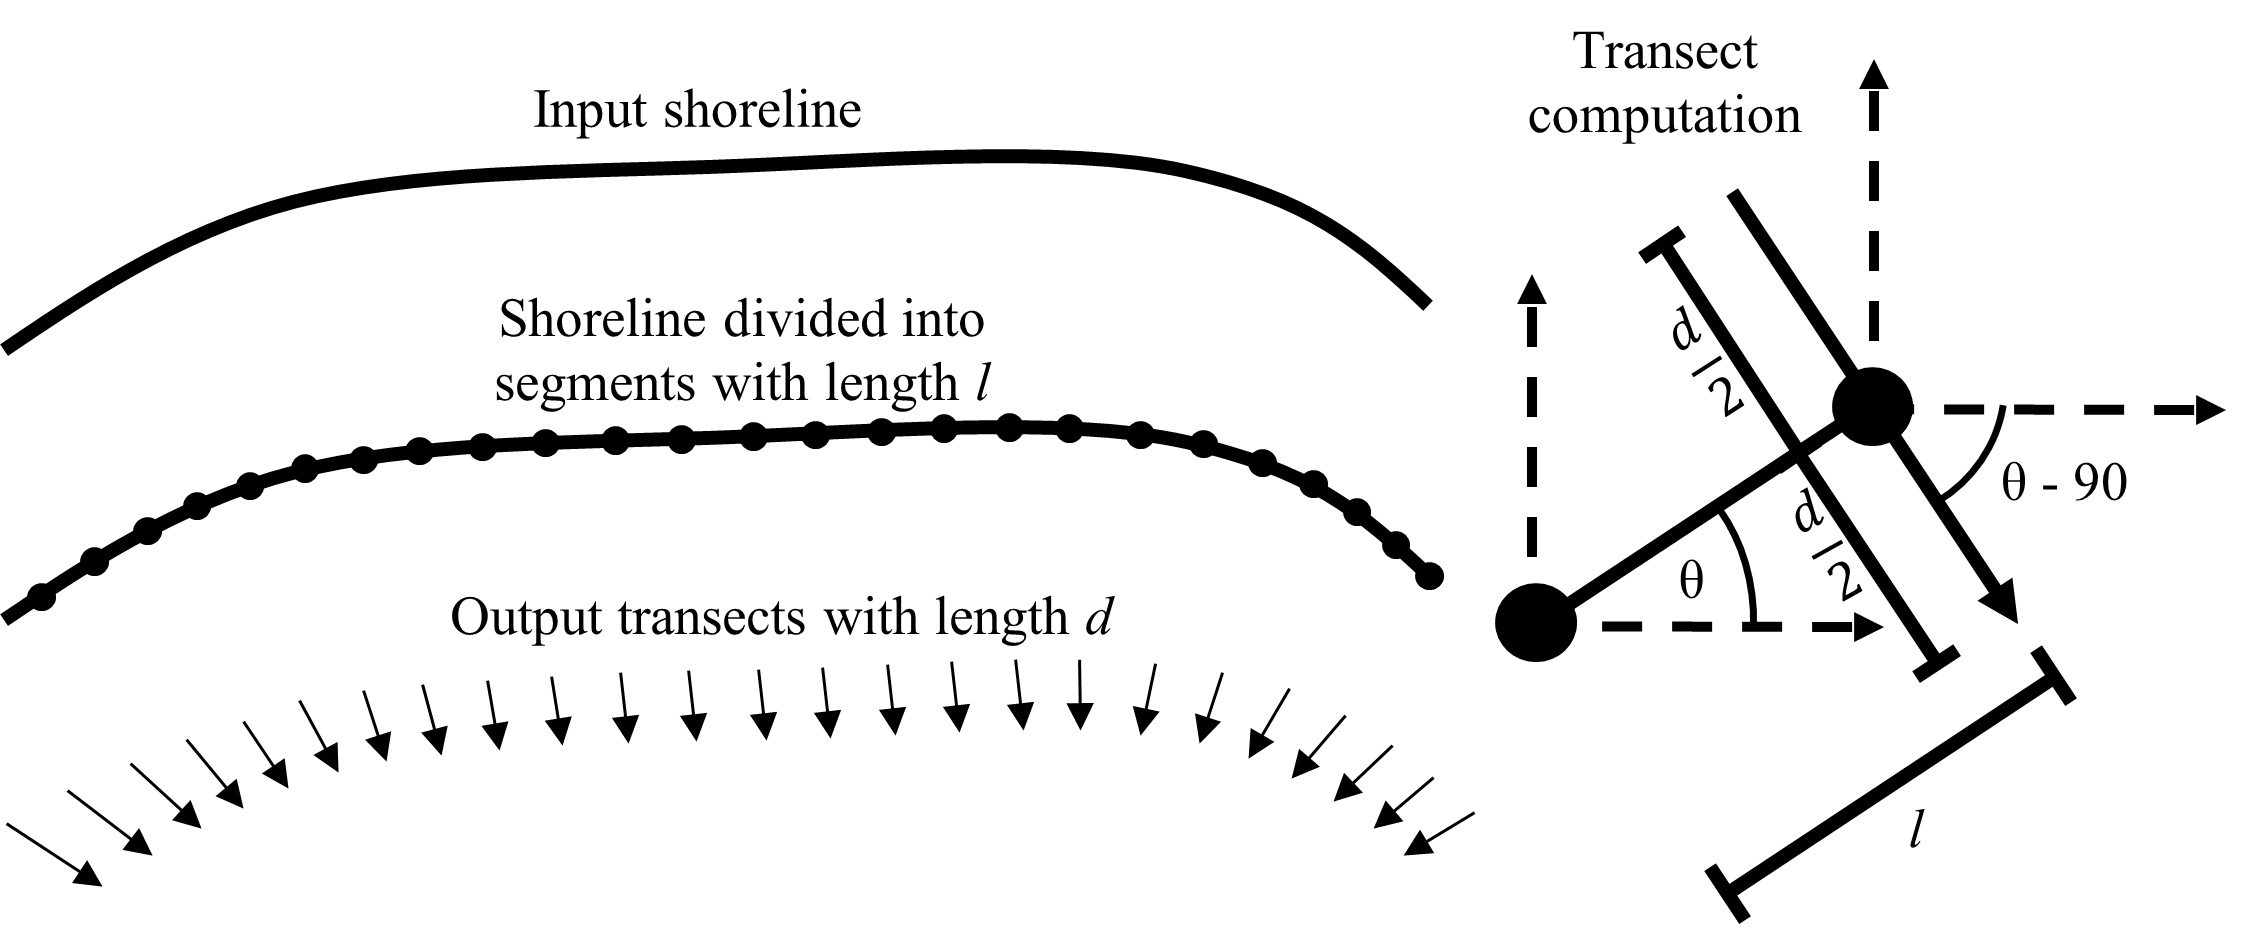 Input shoreline
Shoreline divided into
segments with length l
Output transects with length d
Transect
computation
d
2
d
2
θ
θ - 90
l